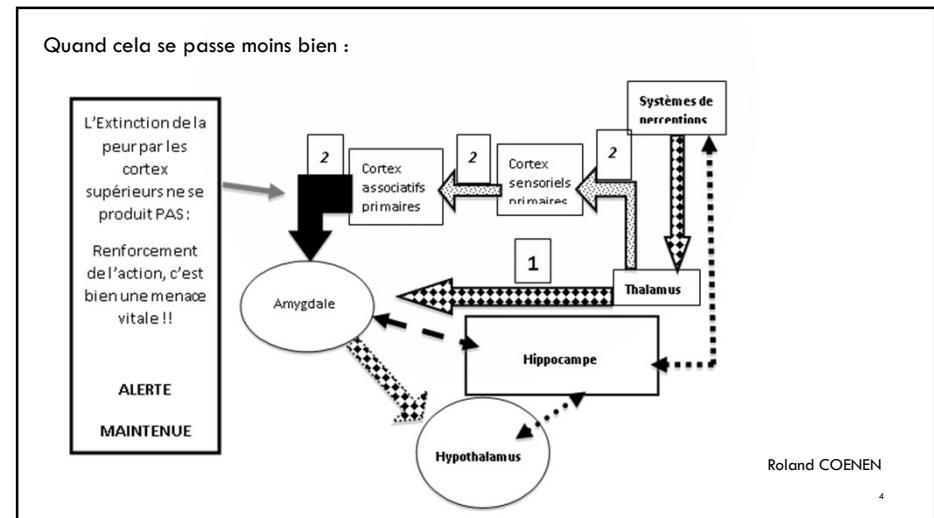 Quand cela se passe moins bien :
L'Extinction de la
peur par les
cortex
supérieurs ne se
produit PAS:
Renforcement
de l'action, c'est
bien une menace
vitale !!
ALERTE
MAINTENUE
2
Cortex
associatifs
primaires
2
Cortex
sensoriels
primaires
2
Systèmes de
perceptions
1
Thalamus
Amygdale
Hippocampe
Hypothalamus
Roland COENEN
4